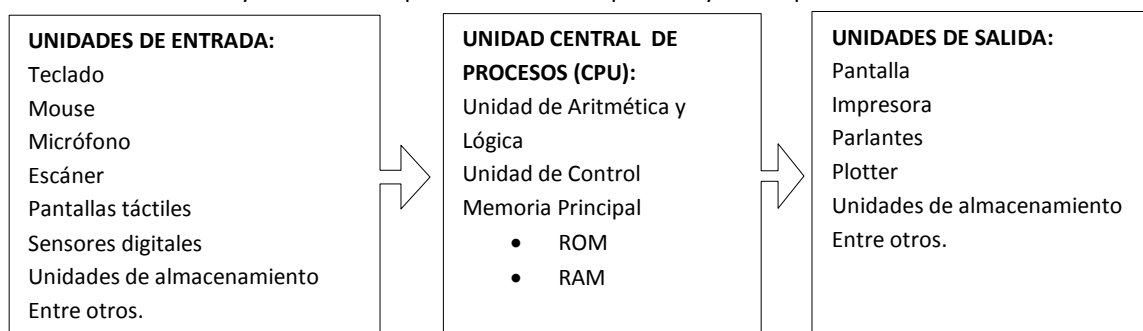 UNIDADES DE ENTRADA:
Teclado
Mouse
Micrófono
Escáner
Pantallas táctiles
Sensores digitales
Unidades de almacenamiento
Entre otros.
UNIDAD CENTRAL DE
PROCESOS (CPU):
Unidad de Aritmética y
Lógica
Unidad de Control
Memoria Principal
• ROM
• RAM
UNIDADES DE SALIDA:
Pantalla
Impresora
Parlantes
Plotter
Unidades de almacenamiento
Entre otros.